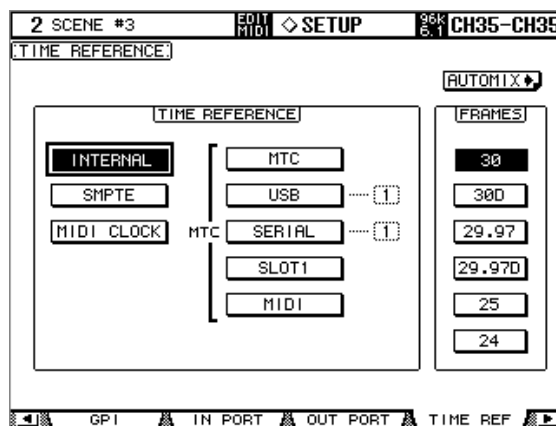 2 SCENE #3 EDIT MIDI ◇ SETUP 96k 6.1 CH35-CH35
TIME REFERENCE
AUTOMIX
TIME REFERENCE FRAMES
INTERNAL MTC 30
SMPTE USB 1 30D
MIDI CLOCK MTC SERIAL 1 29.97
SLOT1 29.97D
MIDI 25
24
GPI IN PORT OUT PORT TIME REF